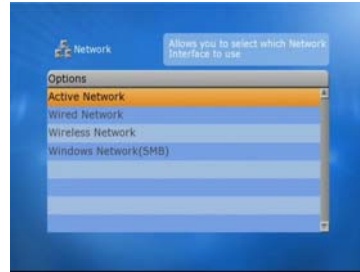 Network
Allows you to select which Network
Interface to use
Options
Active Network
Wired Network
Wireless Network
Windows Network(SMB)